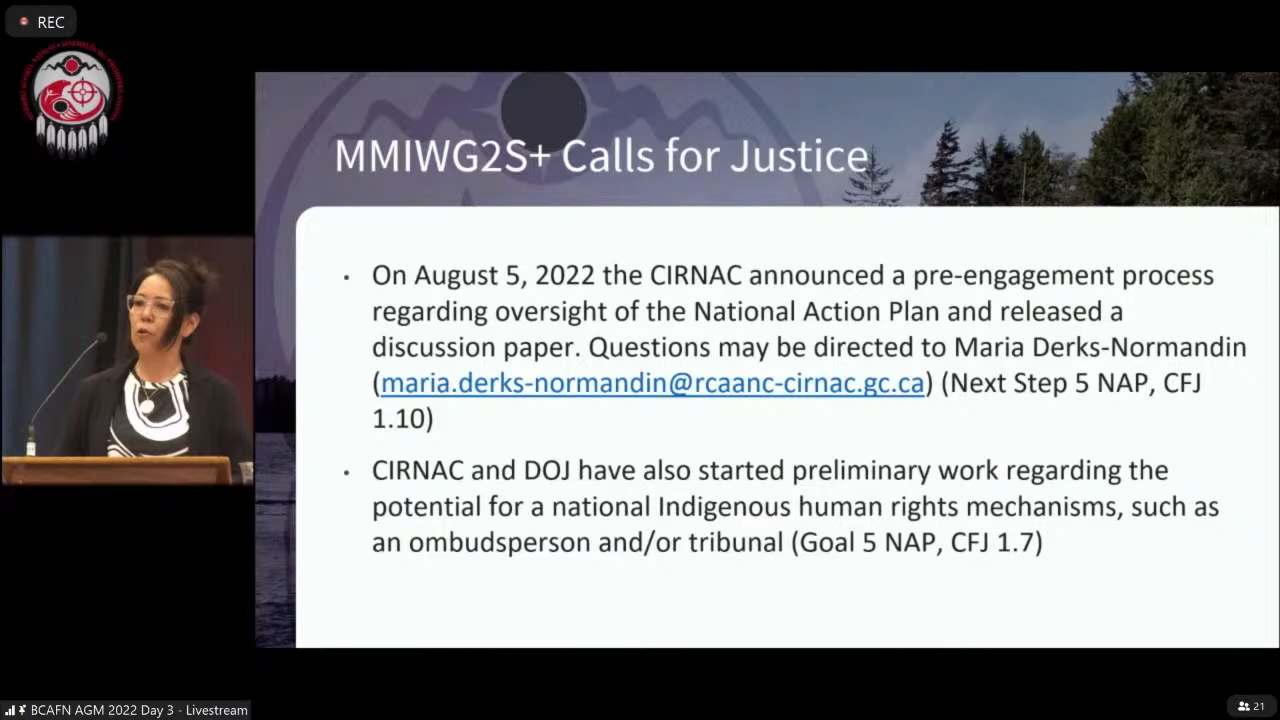 REC
MMIWG2S+ Calls for Justice
• On August 5, 2022 the CIRNAC announced a pre-engagement process
regarding oversight of the National Action Plan and released a
discussion paper. Questions may be directed to Maria Derks-Normandin
(maria.derks-normandin@rcaanc-cirnac.gc.ca) (Next Step 5 NAP, CFJ
1.10)
• CIRNAC and DOJ have also started preliminary work regarding the
potential for a national Indigenous human rights mechanisms, such as
an ombudsperson and/or tribunal (Goal 5 NAP, CFJ 1.7)
BCAFN AGM 2022 Day 3 - Livestream
21